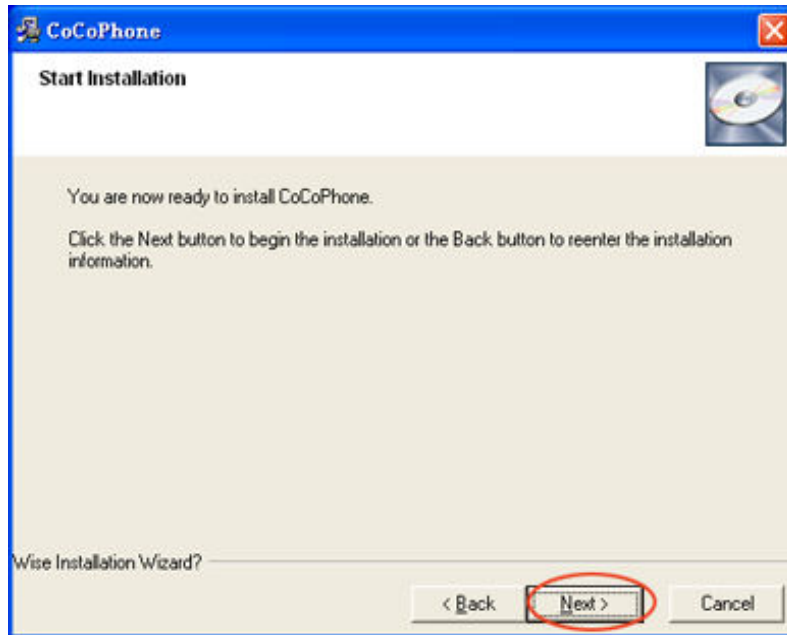 CoCoPhone
Start Installation
You are now ready to install CoCoPhone.
Click the Next button to begin the installation or the Back button to reenter the installation
information.
Wise Installation Wizard?
< Back
Next >
Cancel